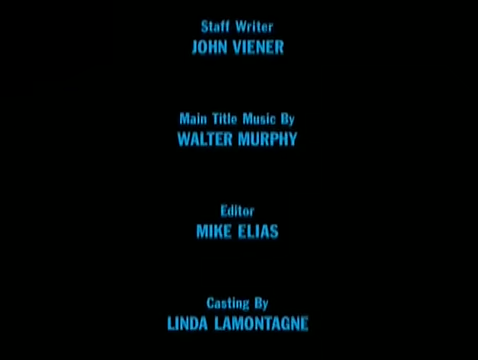 Staff Writer
JOHN VIENER
Main Title Music By
WALTER MURPHY
Editor
MIKE ELIAS
Casting By
LINDA LAMONTAGNE